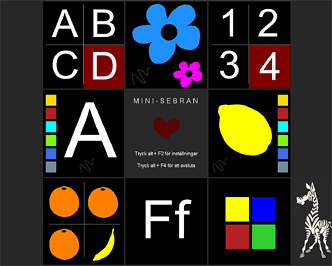 A B
C D
1 2
3 4
A
MINI-SEBRAN
Tryck alt + F2 för inställningar
Tryck alt + F4 för att avsluta
Ff